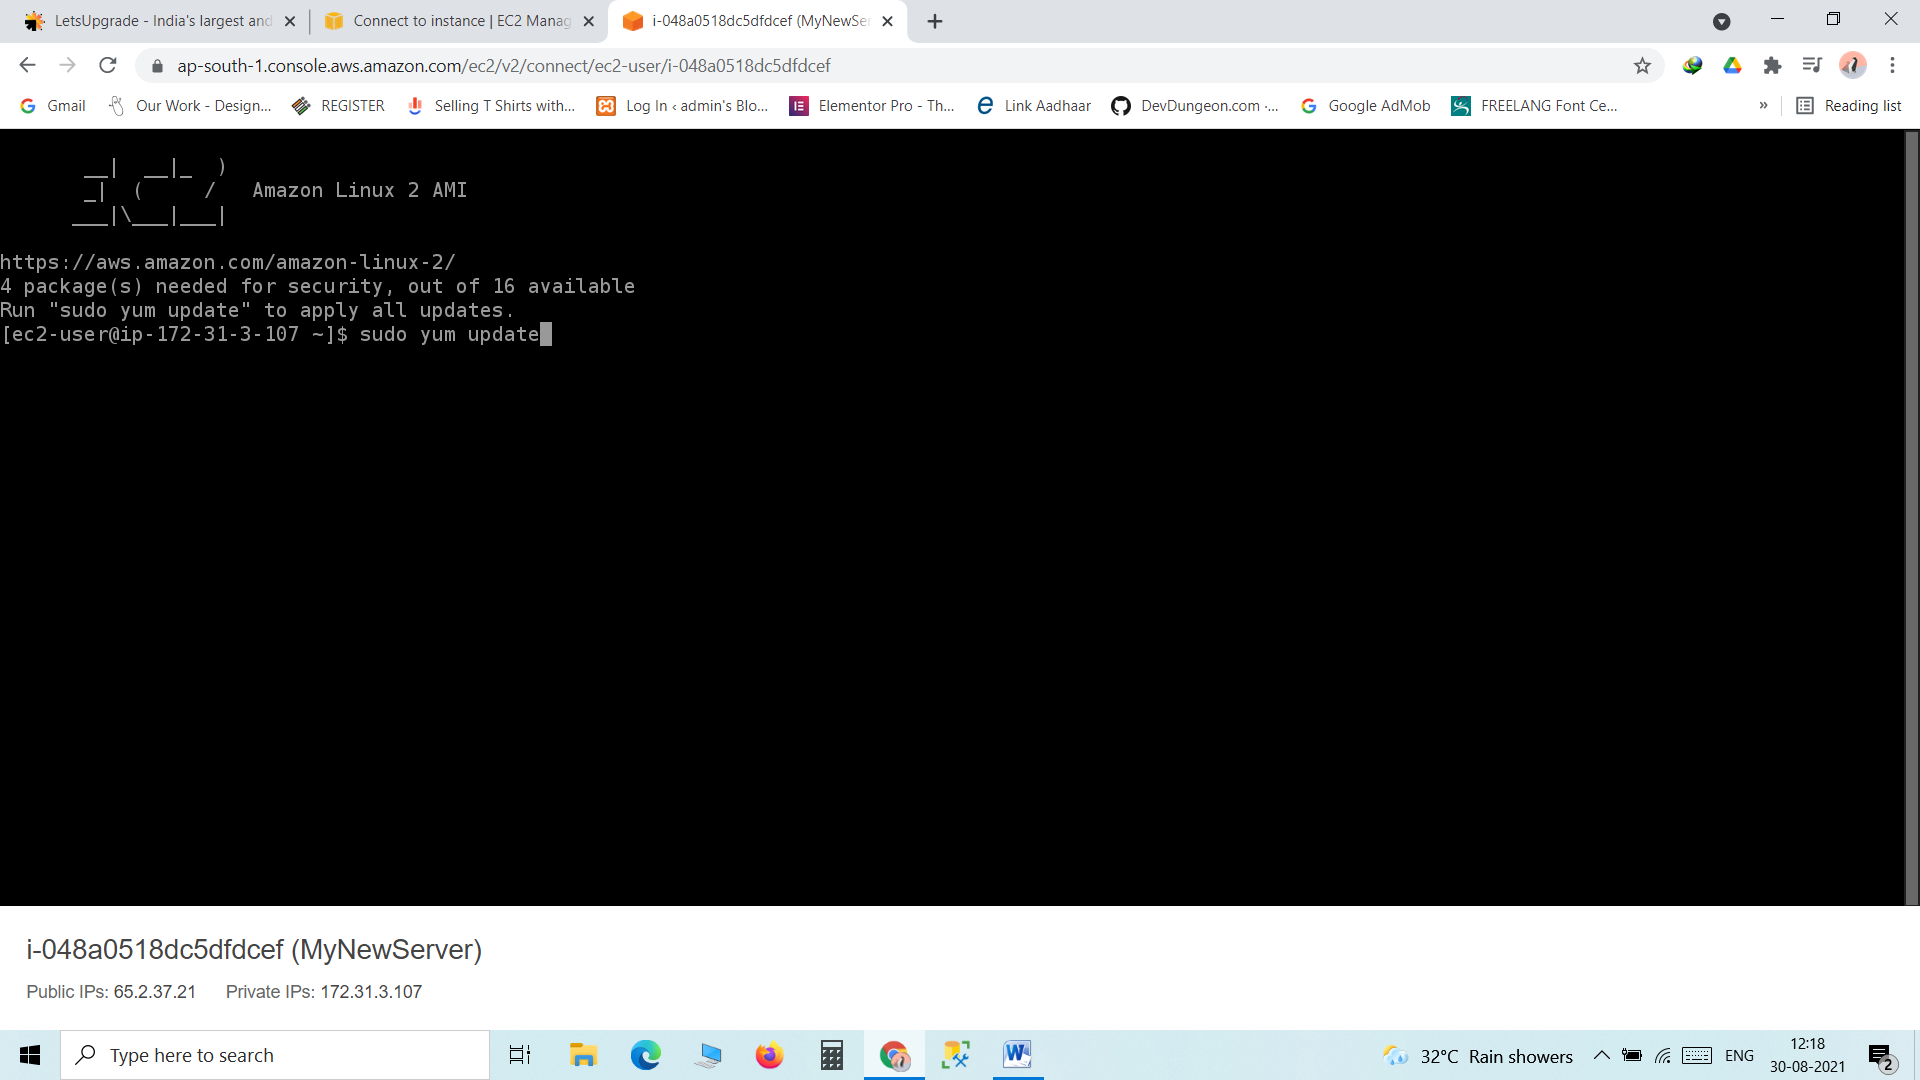 LetsUpgrade - India's largest and
Connect to instance | EC2 Manag
i-048a0518dc5dfdcef (MyNewSe
ap-south-1.console.aws.amazon.com/ec2/v2/connect/ec2-user/i-048a0518dc5dfdcef
Gmail
Our Work - Design...
REGISTER
Selling T Shirts with...
Log In ‹ admin's Blo...
Elementor Pro - Th...
Link Aadhaar
DevDungeon.com -...
Google AdMob
FREELANG Font Ce...
»
Reading list
__|  __|_  )
_|  (     /   Amazon Linux 2 AMI
___|\___|___|
https://aws.amazon.com/amazon-linux-2/
4 package(s) needed for security, out of 16 available
Run "sudo yum update" to apply all updates.
[ec2-user@ip-172-31-3-107 ~]$ sudo yum update
i-048a0518dc5dfdcef (MyNewServer)
Public IPs: 65.2.37.21 Private IPs: 172.31.3.107
Type here to search
32°C Rain showers
ENG
12:18
30-08-2021
2